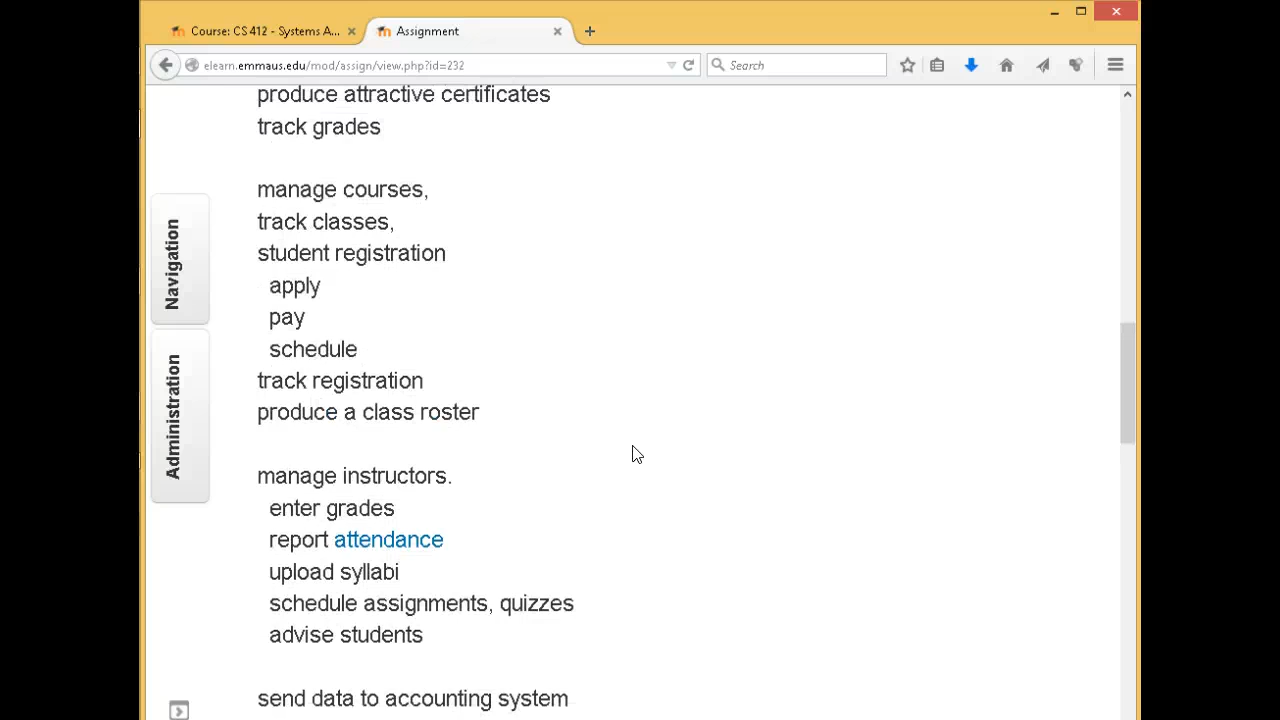 Course: CS 412 - Systems A...
Assignment
elearn.emmaus.edu/mod/assign/view.php?id=232
Search
produce attractive certificates
track grades
manage courses,
track classes,
student registration
apply
pay
schedule
track registration
produce a class roster
manage instructors.
enter grades
report attendance
upload syllabi
schedule assignments, quizzes
advise students
send data to accounting system
Navigation
Administration